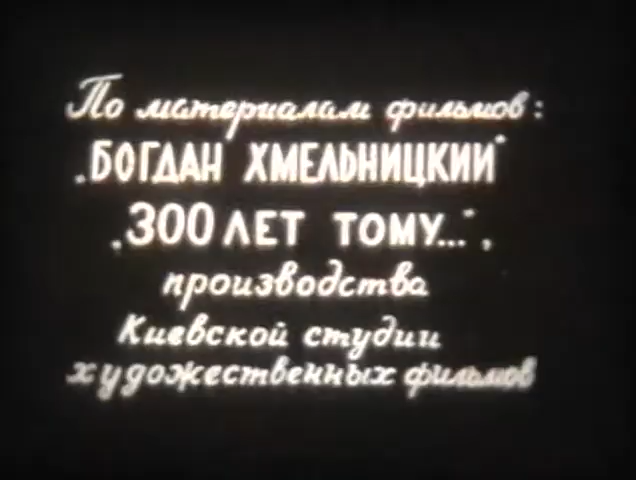 По материалам фильмов:
„БОГДАН ХМЕЛЬНИЦКИЙ"
„300 ЛЕТ ТОМУ...",
производства
Киевской студии
художественных фильмов